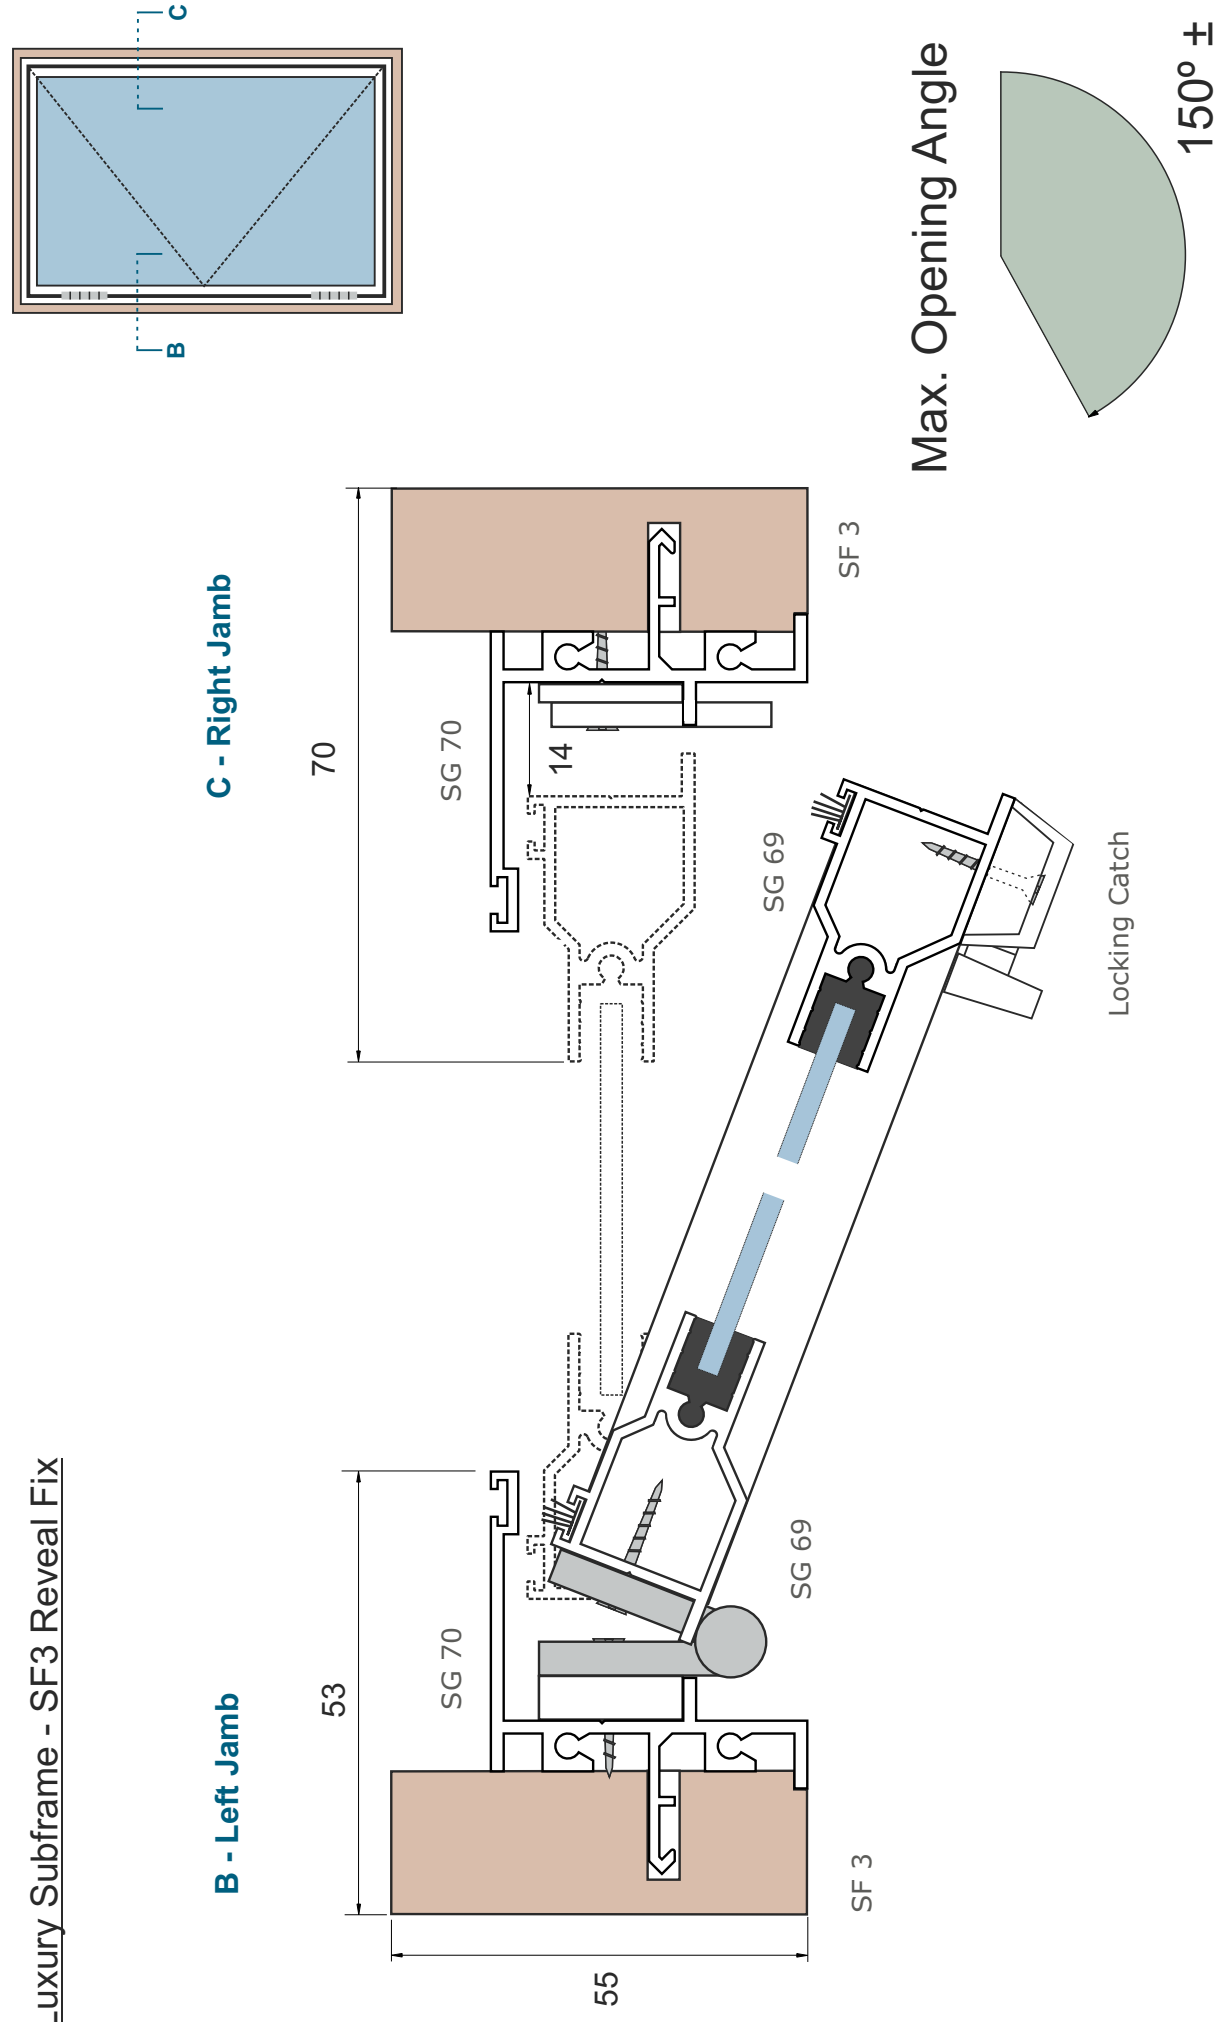 Luxury Subframe - SF3 Reveal Fix
B - Left Jamb
C - Right Jamb
B
C
53
70
SG 70
SG 70
14
55
SG 69
SG 69
SF 3
SF 3
Locking Catch
Max. Opening Angle
150º ±